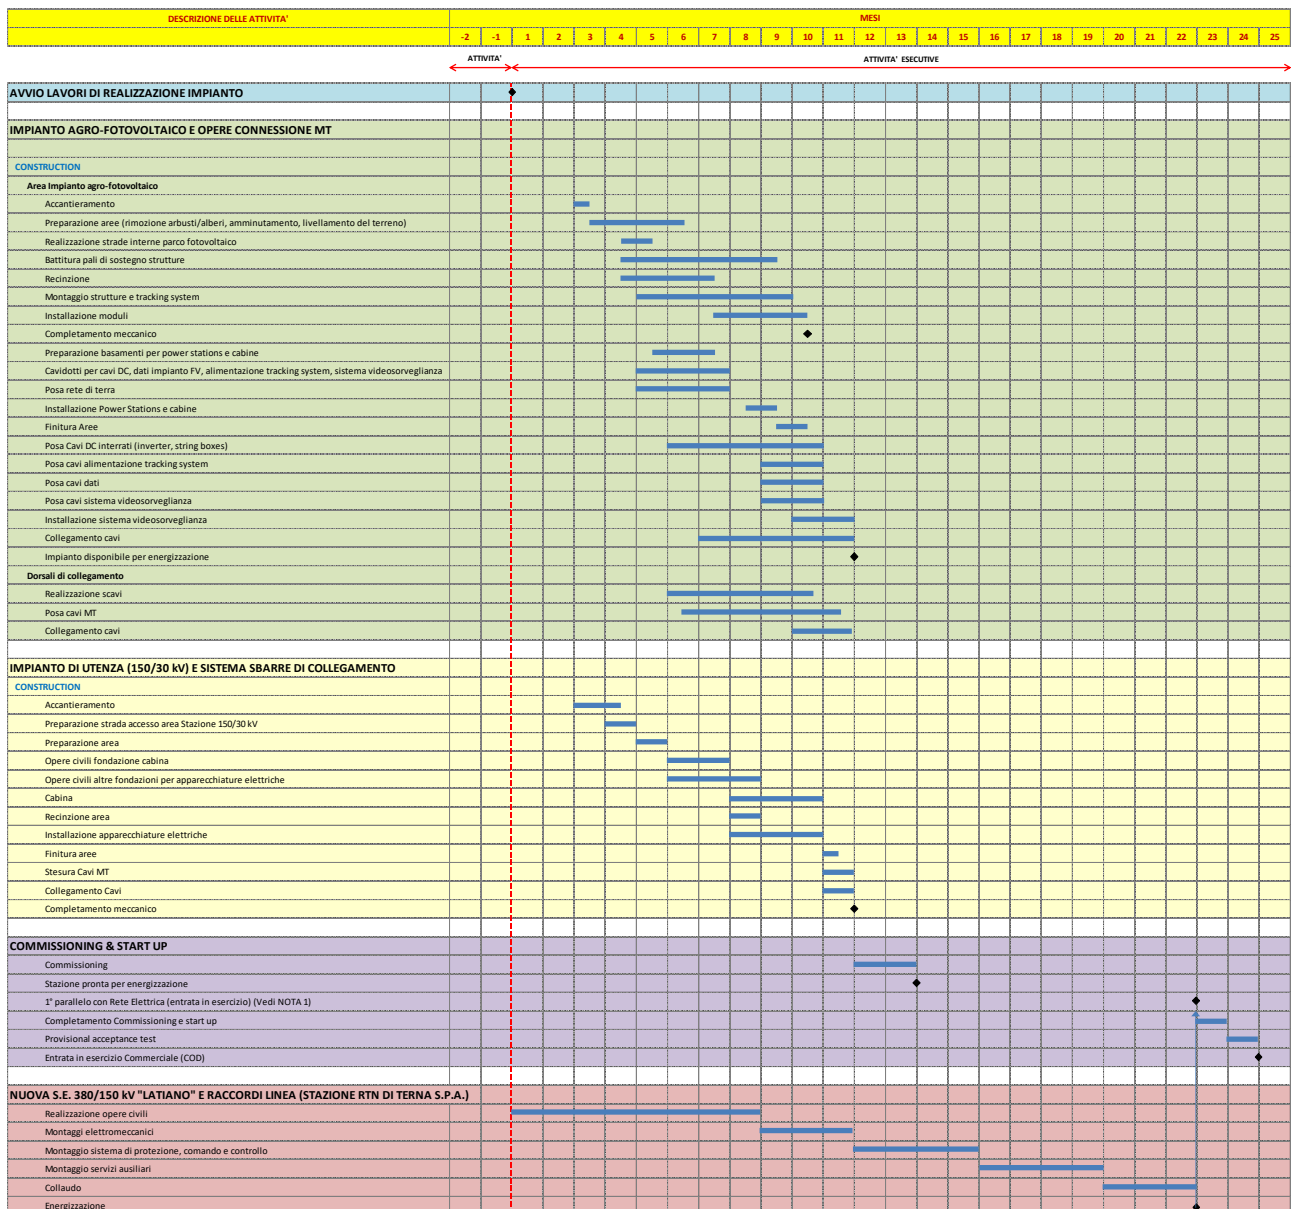 DESCRIZIONE DELLE ATTIVITA' MESI
-2 -1 1 2 3 4 5 6 7 8 9 10 11 12 13 14 15 16 17 18 19 20 21 22 23 24 25
ATTIVITA' ATTIVITA' ESECUTIVE
AVVIO LAVORI DI REALIZZAZIONE IMPIANTO
IMPIANTO AGRO-FOTOVOLTAICO E OPERE CONNESSIONE MT
CONSTRUCTION
Area Impianto agro-fotovoltaico
Accantieramento
Preparazione aree (rimozione arbusti/alberi, amminutamento, livellamento del terreno)
Realizzazione strade interne parco fotovoltaico
Battitura pali di sostegno strutture
Recinzione
Montaggio strutture e tracking system
Installazione moduli
Completamento meccanico
Preparazione basamenti per power stations e cabine
Cavidotti per cavi DC, dati impianto FV, alimentazione tracking system, sistema videosorveglianza
Posa rete di terra
Installazione Power Stations e cabine
Finitura Aree
Posa Cavi DC interrati (inverter, string boxes)
Posa cavi alimentazione tracking system
Posa cavi dati
Posa cavi sistema videosorveglianza
Installazione sistema videosorveglianza
Collegamento cavi
Impianto disponibile per energizzazione
Dorsali di collegamento
Realizzazione scavi
Posa cavi MT
Collegamento cavi
IMPIANTO DI UTENZA (150/30 kV) E SISTEMA SBARRE DI COLLEGAMENTO
CONSTRUCTION
Accantieramento
Preparazione strada accesso area Stazione 150/30 kV
Preparazione area
Opere civili fondazione cabina
Opere civili altre fondazioni per apparecchiature elettriche
Cabina
Recinzione area
Installazione apparecchiature elettriche
Finitura aree
Stesura Cavi MT
Collegamento Cavi
Completamento meccanico
COMMISSIONING & START UP
Commissioning
Stazione pronta per energizzazione
1° parallelo con Rete Elettrica (entrata in esercizio) (Vedi NOTA 1)
Completamento Commissioning e start up
Provisional acceptance test
Entrata in esercizio Commerciale (COD)
NUOVA S.E. 380/150 kV "LATIANO" E RACCORDI LINEA (STAZIONE RTN DI TERNA S.P.A.)
Realizzazione opere civili
Montaggi elettromeccanici
Montaggio sistema di protezione, comando e controllo
Montaggio servizi ausiliari
Collaudo
Energizzazione